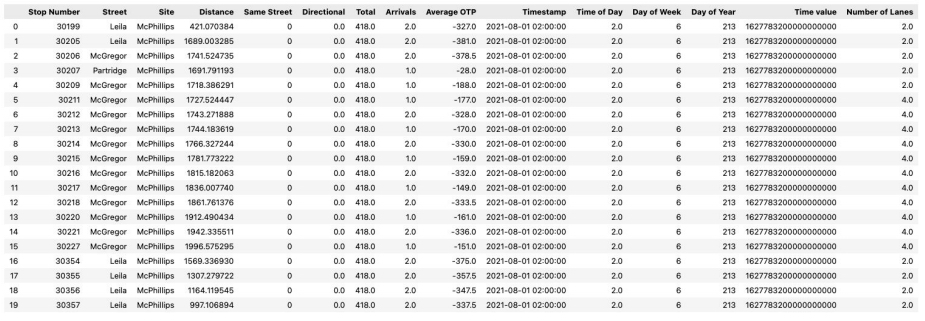 Stop Number Street Site Distance Same Street Directional Total Arrivals Average OTP Timestamp Time of Day Day of Week Day of Year Time value Number of Lanes
0 30199 Leila McPhillips 421.070384 0 0.0 418.0 2.0 -327.0 2021-08-01 02:00:00 2.0 6 213 1627783200000000000 2.0
1 30205 Leila McPhillips 1689.003285 0 0.0 418.0 2.0 -381.0 2021-08-01 02:00:00 2.0 6 213 1627783200000000000 2.0
2 30206 McGregor McPhillips 1741.524735 0 0.0 418.0 2.0 -378.5 2021-08-01 02:00:00 2.0 6 213 1627783200000000000 2.0
3 30207 Partridge McPhillips 1691.791193 0 0.0 418.0 1.0 -28.0 2021-08-01 02:00:00 2.0 6 213 1627783200000000000 2.0
4 30209 McGregor McPhillips 1718.386291 0 0.0 418.0 1.0 -188.0 2021-08-01 02:00:00 2.0 6 213 1627783200000000000 2.0
5 30211 McGregor McPhillips 1727.524447 0 0.0 418.0 1.0 -177.0 2021-08-01 02:00:00 2.0 6 213 1627783200000000000 4.0
6 30212 McGregor McPhillips 1743.271888 0 0.0 418.0 2.0 -328.0 2021-08-01 02:00:00 2.0 6 213 1627783200000000000 4.0
7 30213 McGregor McPhillips 1744.183619 0 0.0 418.0 1.0 -170.0 2021-08-01 02:00:00 2.0 6 213 1627783200000000000 4.0
8 30214 McGregor McPhillips 1766.327244 0 0.0 418.0 2.0 -330.0 2021-08-01 02:00:00 2.0 6 213 1627783200000000000 4.0
9 30215 McGregor McPhillips 1781.773222 0 0.0 418.0 1.0 -159.0 2021-08-01 02:00:00 2.0 6 213 1627783200000000000 4.0
10 30216 McGregor McPhillips 1815.182063 0 0.0 418.0 2.0 -332.0 2021-08-01 02:00:00 2.0 6 213 1627783200000000000 4.0
11 30217 McGregor McPhillips 1836.007740 0 0.0 418.0 1.0 -149.0 2021-08-01 02:00:00 2.0 6 213 1627783200000000000 4.0
12 30218 McGregor McPhillips 1861.761376 0 0.0 418.0 2.0 -333.5 2021-08-01 02:00:00 2.0 6 213 1627783200000000000 4.0
13 30220 McGregor McPhillips 1912.490434 0 0.0 418.0 1.0 -161.0 2021-08-01 02:00:00 2.0 6 213 1627783200000000000 4.0
14 30221 McGregor McPhillips 1942.335511 0 0.0 418.0 2.0 -336.0 2021-08-01 02:00:00 2.0 6 213 1627783200000000000 4.0
15 30227 McGregor McPhillips 1996.575295 0 0.0 418.0 1.0 -151.0 2021-08-01 02:00:00 2.0 6 213 1627783200000000000 4.0
16 30354 Leila McPhillips 1569.336930 0 0.0 418.0 2.0 -375.0 2021-08-01 02:00:00 2.0 6 213 1627783200000000000 2.0
17 30355 Leila McPhillips 1307.279722 0 0.0 418.0 2.0 -357.5 2021-08-01 02:00:00 2.0 6 213 1627783200000000000 2.0
18 30356 Leila McPhillips 1164.119545 0 0.0 418.0 2.0 -347.5 2021-08-01 02:00:00 2.0 6 213 1627783200000000000 2.0
19 30357 Leila McPhillips 997.106894 0 0.0 418.0 2.0 -337.5 2021-08-01 02:00:00 2.0 6 213 1627783200000000000 2.0